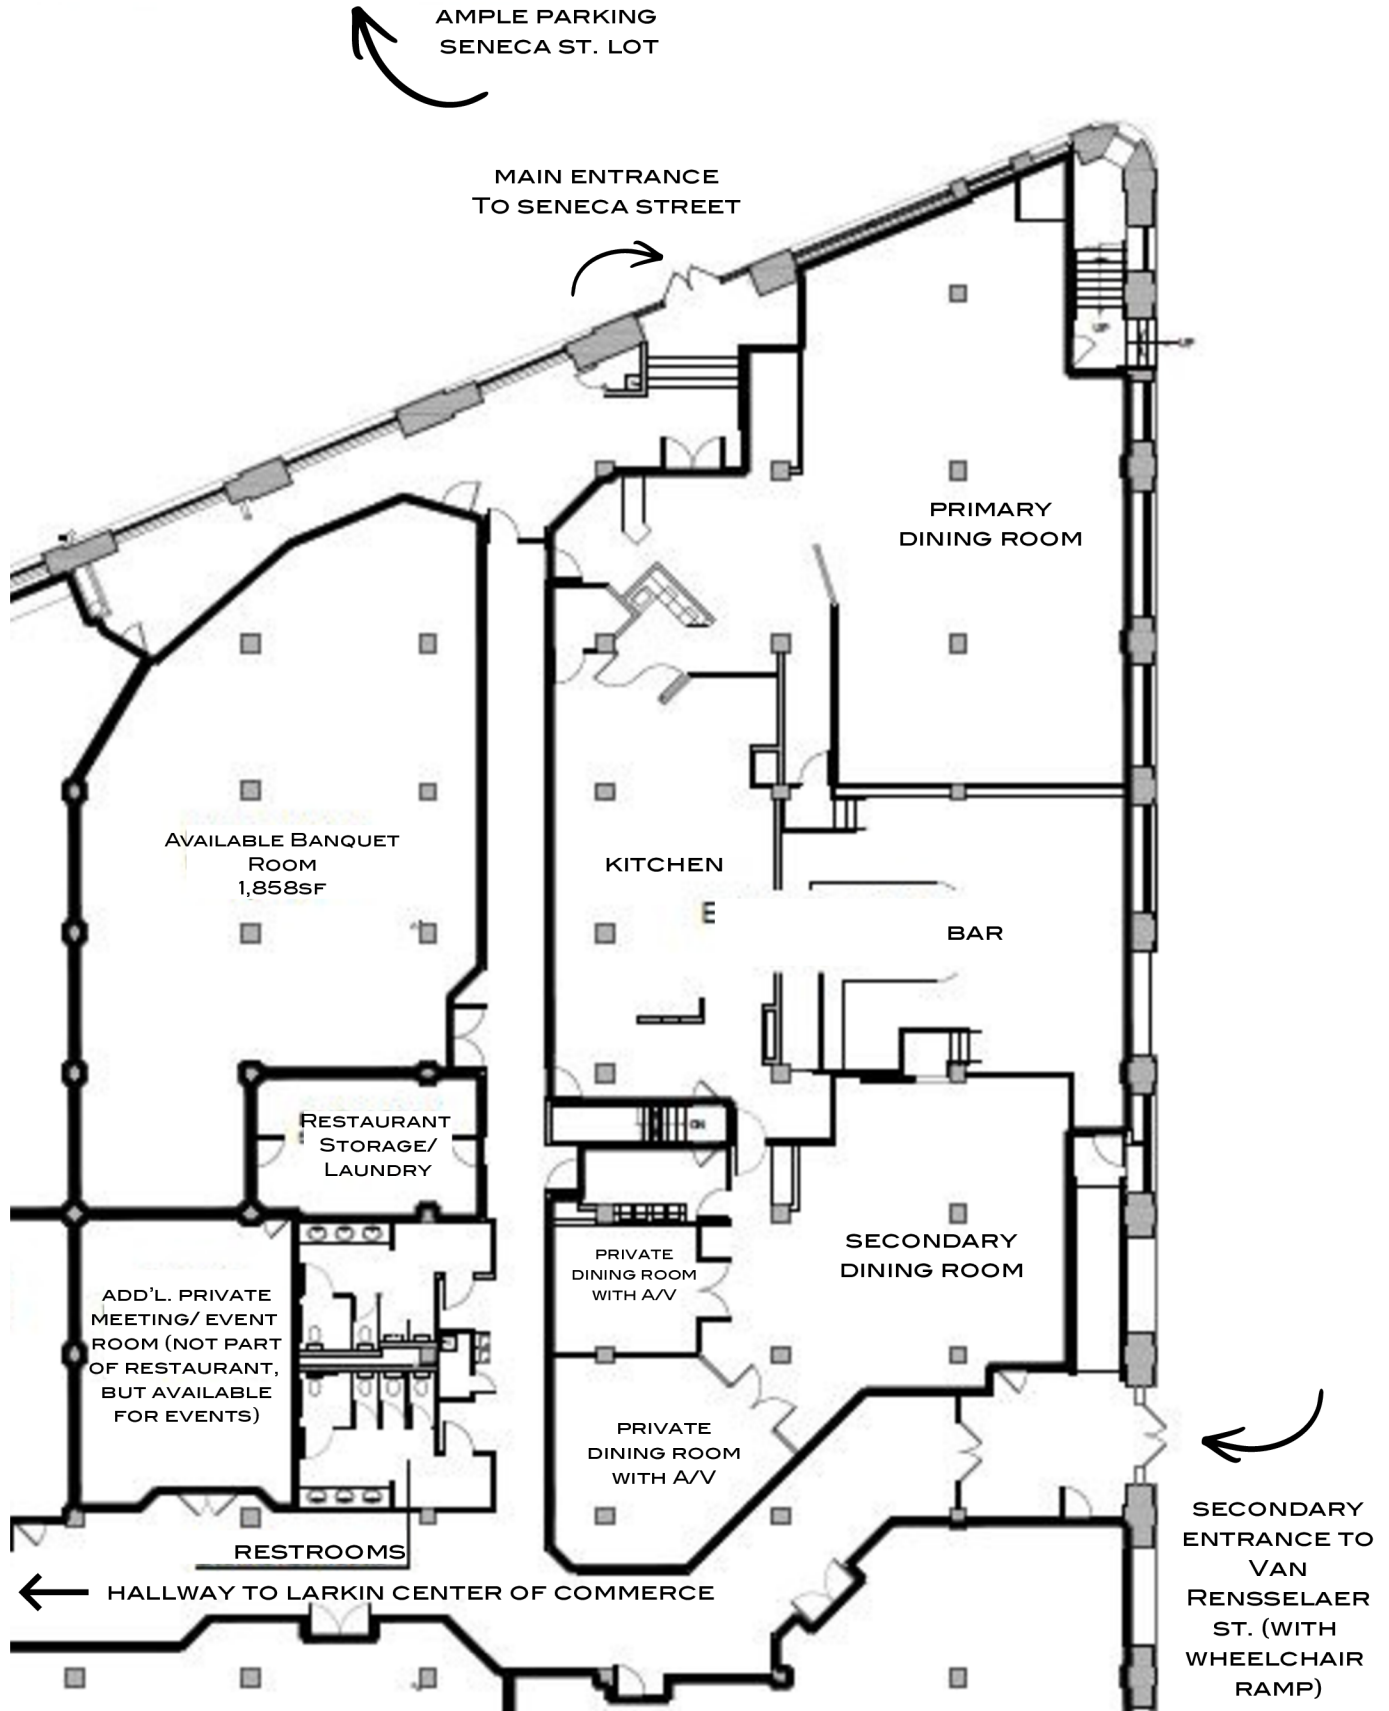 AMPLE PARKING
SENECA ST. LOT
MAIN ENTRANCE
TO SENECA STREET
UP
UP
PRIMARY
DINING ROOM
AVAILABLE BANQUET
ROOM
1,858SF
KITCHEN
BAR
RESTAURANT
STORAGE/
LAUNDRY
DN
SECONDARY
DINING ROOM
PRIVATE
DINING ROOM
WITH A/V
ADD'L. PRIVATE
MEETING/ EVENT
ROOM (NOT PART
OF RESTAURANT,
BUT AVAILABLE
FOR EVENTS)
PRIVATE
DINING ROOM
WITH A/V
SECONDARY
ENTRANCE TO
VAN
RENSSELAER
ST. (WITH
WHEELCHAIR
RAMP)
RESTROOMS
HALLWAY TO LARKIN CENTER OF COMMERCE